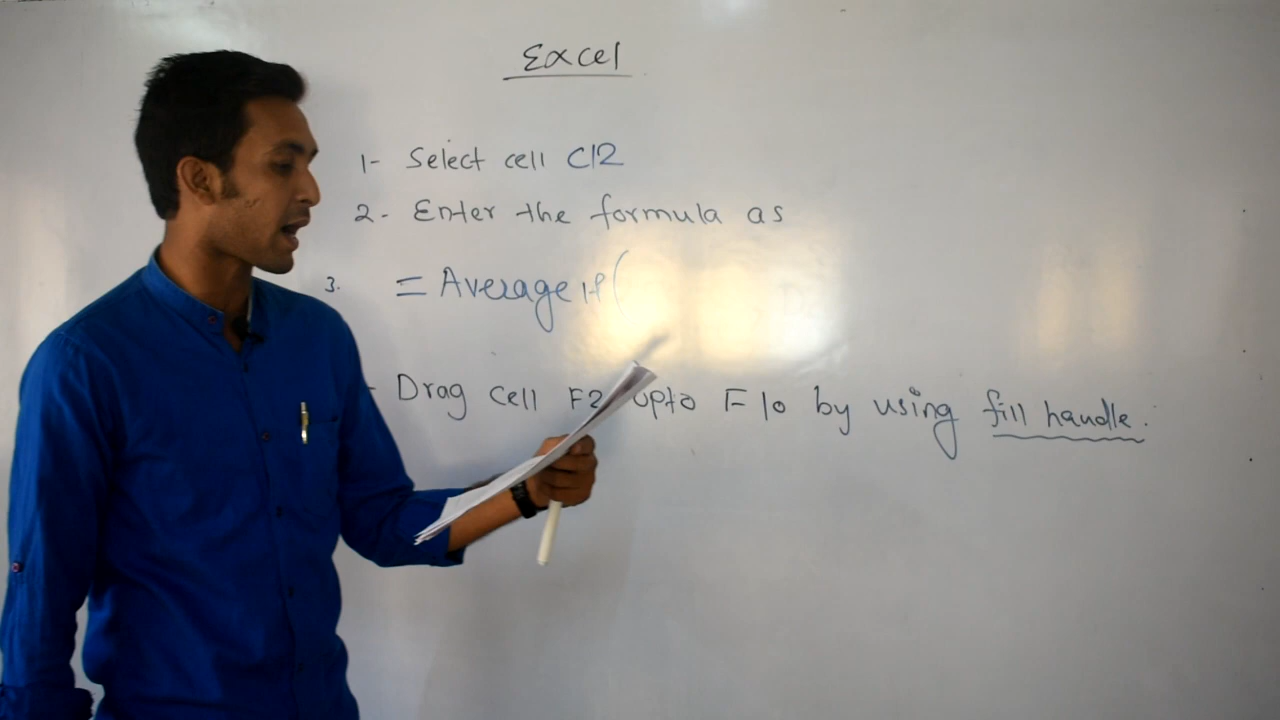 Excel
1- Select cell C12
2- Enter the formula as
3. = Average if(
- Drag cell F2 upto F10 by using fill handle.